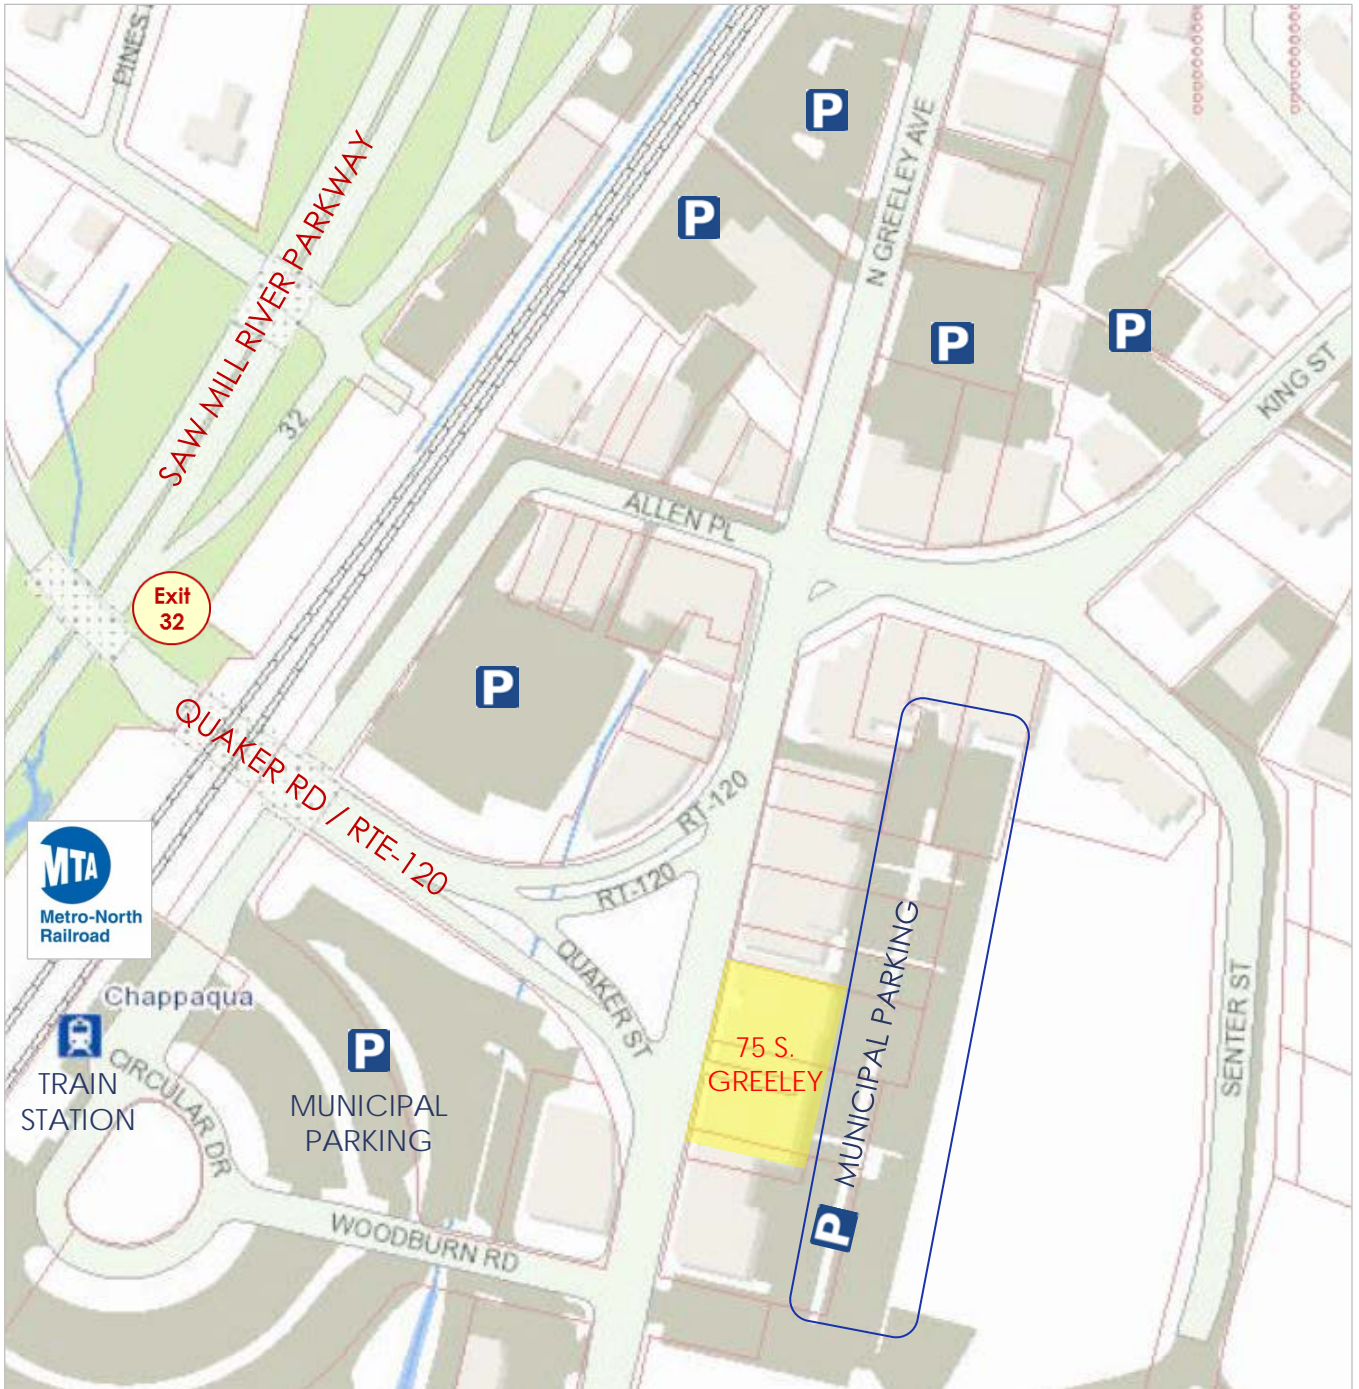 PINES
P
N GREELEY AVE
SAW MILL RIVER PARKWAY
P
P
P
KING ST
32
ALLEN PL
Exit
32
P
QUAKER RD / RTE-120
RT-120
RT-120
MTA
Metro-North
Railroad
QUAKER ST
MUNICIPAL PARKING
P
SENTER ST
Chappaqua
TRAIN
STATION
CIRCULAR DR
P
MUNICIPAL
PARKING
75 S.
GREELEY
WOODBURN RD